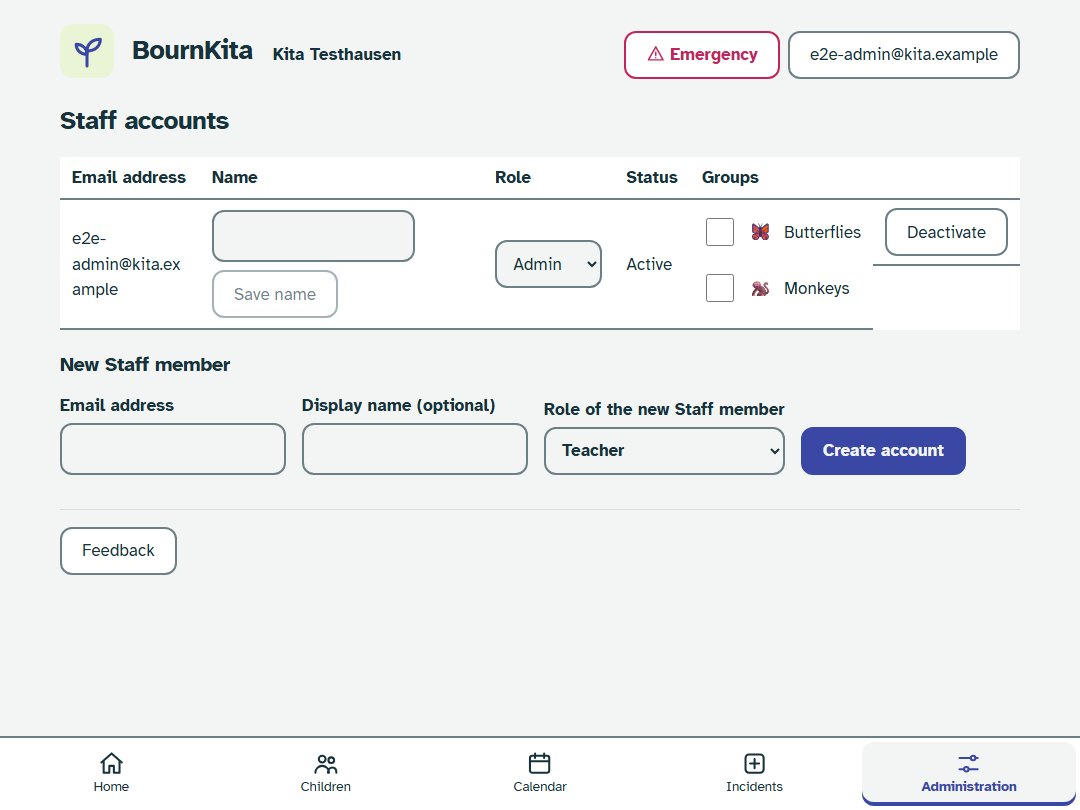 BournKita Kita Testhausen
Emergency
e2e-admin@kita.example
Staff accounts
Email address Name Role Status Groups
e2e-
admin@kita.ex
ample
Save name
Admin
Active
Butterflies
Monkeys
Deactivate
New Staff member
Email address
Display name (optional)
Role of the new Staff member
Teacher
Create account
Feedback
Home
Children
Calendar
Incidents
Administration